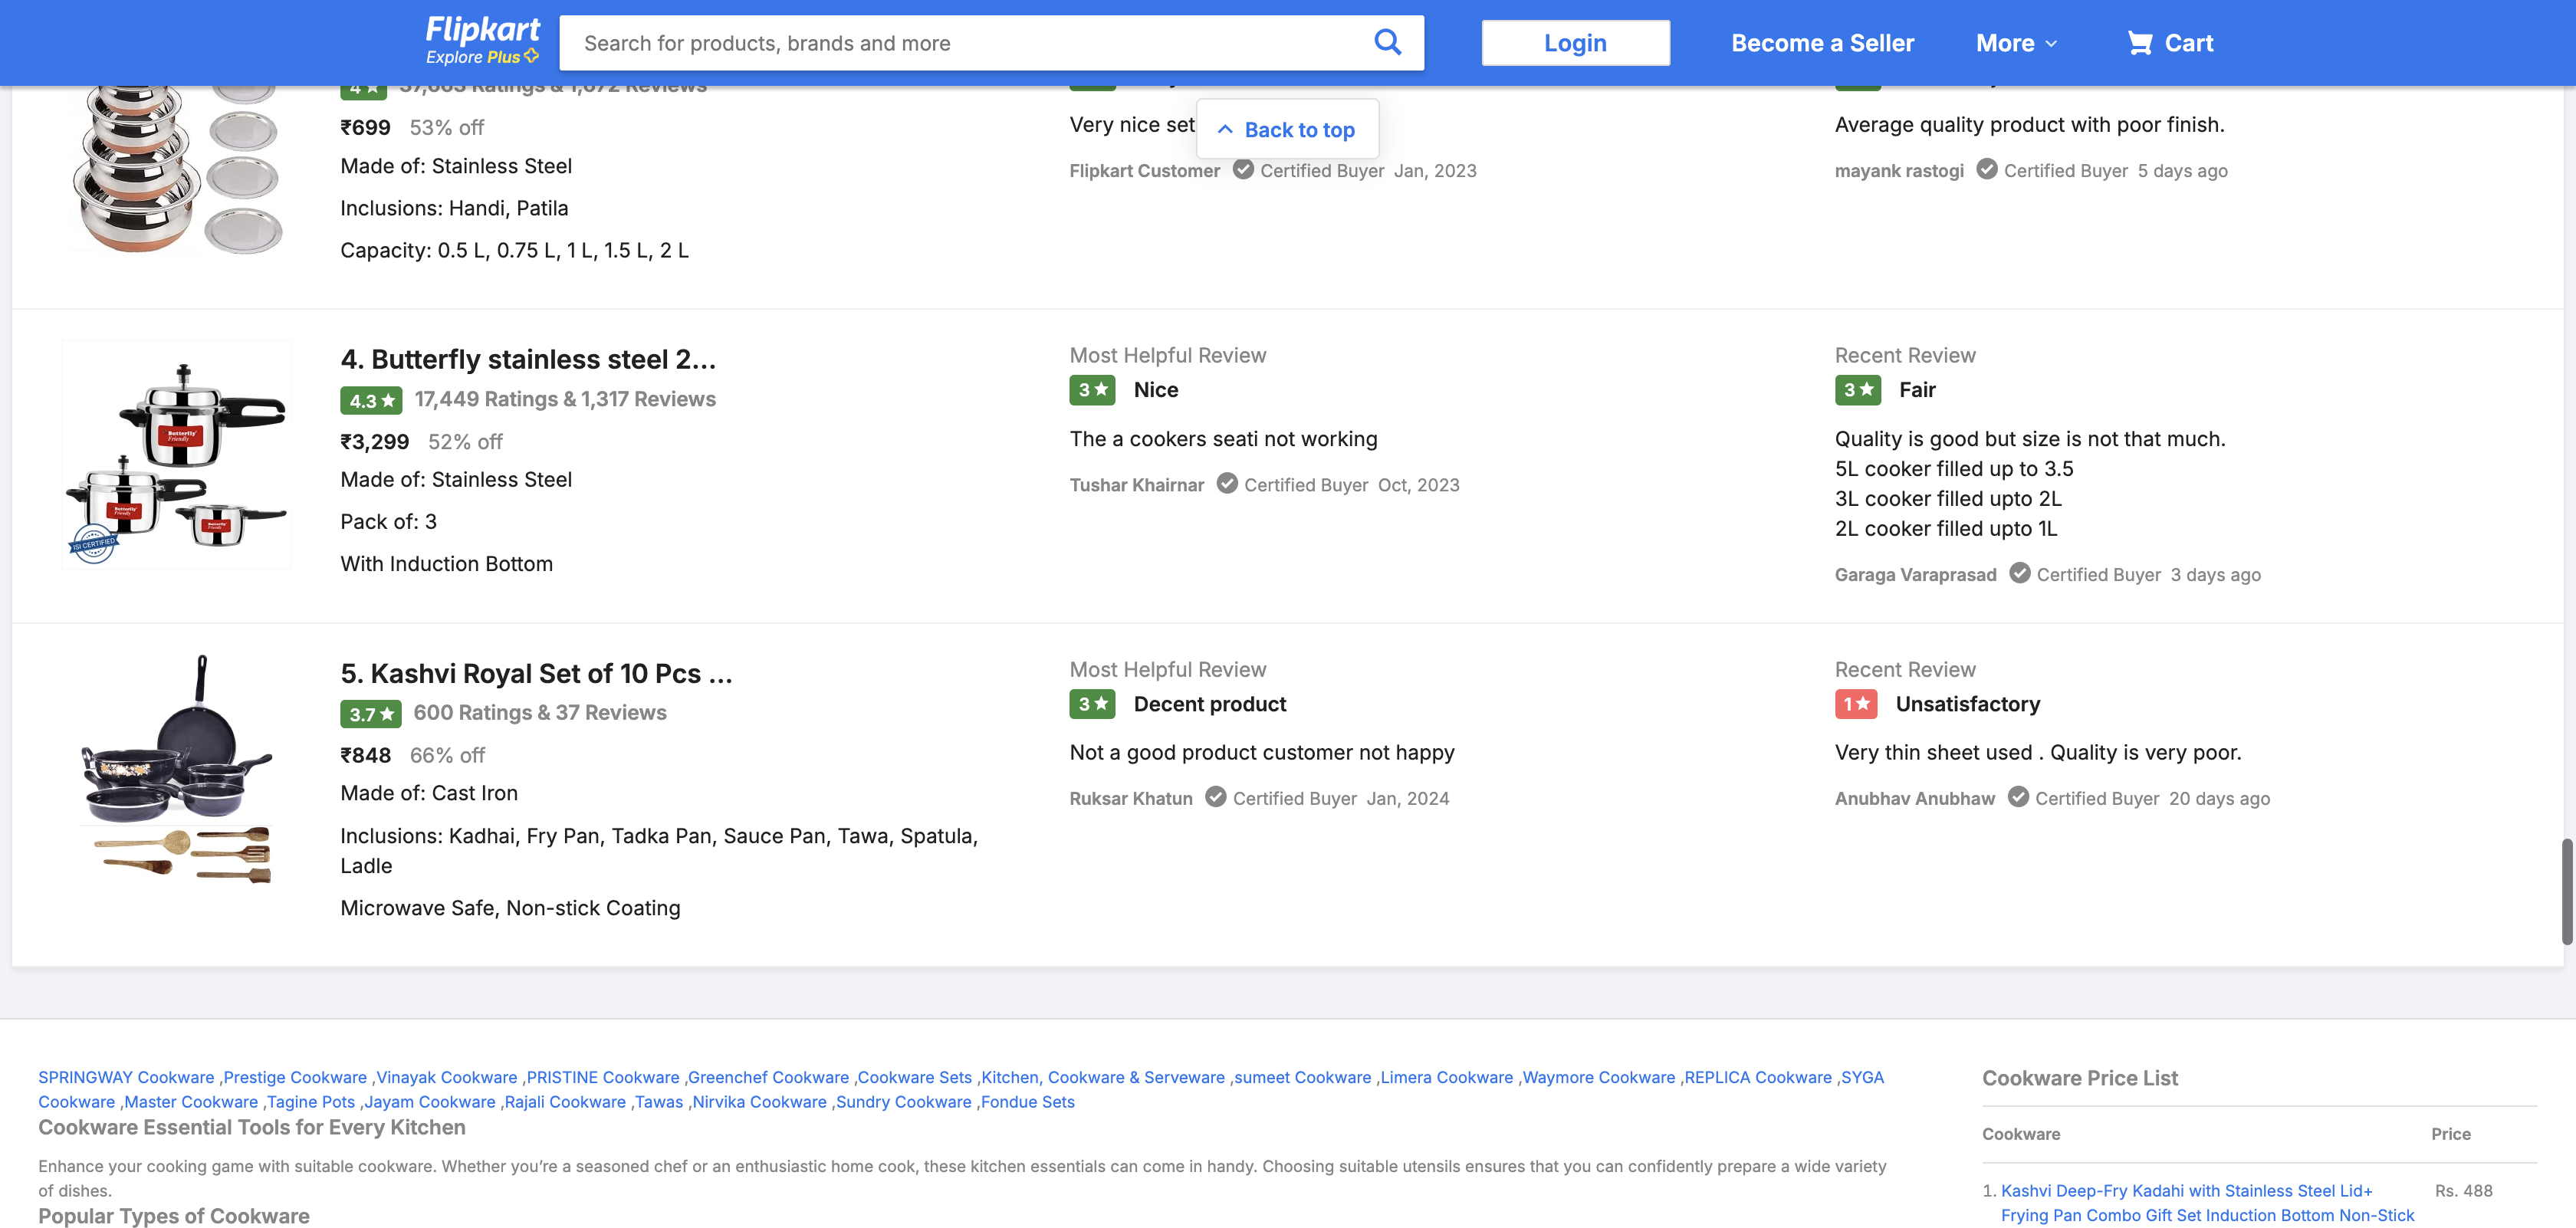 Flipkart
Explore Plus
Search for products, brands and more
Login
Become a Seller
More
Cart
Back to top
₹699 53% off
Made of: Stainless Steel
Inclusions: Handi, Patila
Capacity: 0.5 L, 0.75 L, 1 L, 1.5 L, 2 L
Very nice set
Flipkart Customer Certified Buyer Jan, 2023
Average quality product with poor finish.
mayank rastogi Certified Buyer 5 days ago
4. Butterfly stainless steel 2...
4.3 17,449 Ratings & 1,317 Reviews
₹3,299 52% off
Made of: Stainless Steel
Pack of: 3
With Induction Bottom
Butterfly
Friendly
Butterfly
Friendly
Butterfly
Friendly
ISI CERTIFIED
Most Helpful Review
3 Nice
The a cookers seati not working
Tushar Khairnar Certified Buyer Oct, 2023
Recent Review
3 Fair
Quality is good but size is not that much.
5L cooker filled up to 3.5
3L cooker filled upto 2L
2L cooker filled upto 1L
Garaga Varaprasad Certified Buyer 3 days ago
5. Kashvi Royal Set of 10 Pcs ...
3.7 600 Ratings & 37 Reviews
₹848 66% off
Made of: Cast Iron
Inclusions: Kadhai, Fry Pan, Tadka Pan, Sauce Pan, Tawa, Spatula,
Ladle
Microwave Safe, Non-stick Coating
Most Helpful Review
3 Decent product
Not a good product customer not happy
Ruksar Khatun Certified Buyer Jan, 2024
Recent Review
1 Unsatisfactory
Very thin sheet used . Quality is very poor.
Anubhav Anubhaw Certified Buyer 20 days ago
SPRINGWAY Cookware ,Prestige Cookware ,Vinayak Cookware ,PRISTINE Cookware ,Greenchef Cookware ,Cookware Sets ,Kitchen, Cookware & Serveware ,sumeet Cookware ,Limera Cookware ,Waymore Cookware ,REPLICA Cookware ,SYGA
Cookware ,Master Cookware ,Tagine Pots ,Jayam Cookware ,Rajali Cookware ,Tawas ,Nirvika Cookware ,Sundry Cookware ,Fondue Sets
Cookware Essential Tools for Every Kitchen
Enhance your cooking game with suitable cookware. Whether you’re a seasoned chef or an enthusiastic home cook, these kitchen essentials can come in handy. Choosing suitable utensils ensures that you can confidently prepare a wide variety
of dishes.
Popular Types of Cookware
Cookware Price List
Cookware Price
1. Kashvi Deep-Fry Kadahi with Stainless Steel Lid+ Rs. 488
Frying Pan Combo Gift Set Induction Bottom Non-Stick